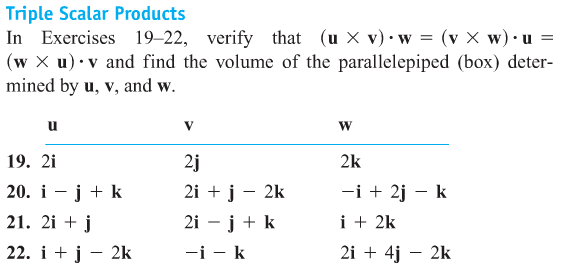 Triple Scalar Products
In Exercises 19–22, verify that (u × v) · w = (v × w) · u =
(w × u) · v and find the volume of the parallelepiped (box) deter-
mined by u, v, and w.
u v w
19. 2i 2j 2k
20. i − j + k 2i + j − 2k −i + 2j − k
21. 2i + j 2i − j + k i + 2k
22. i + j − 2k −i − k 2i + 4j − 2k